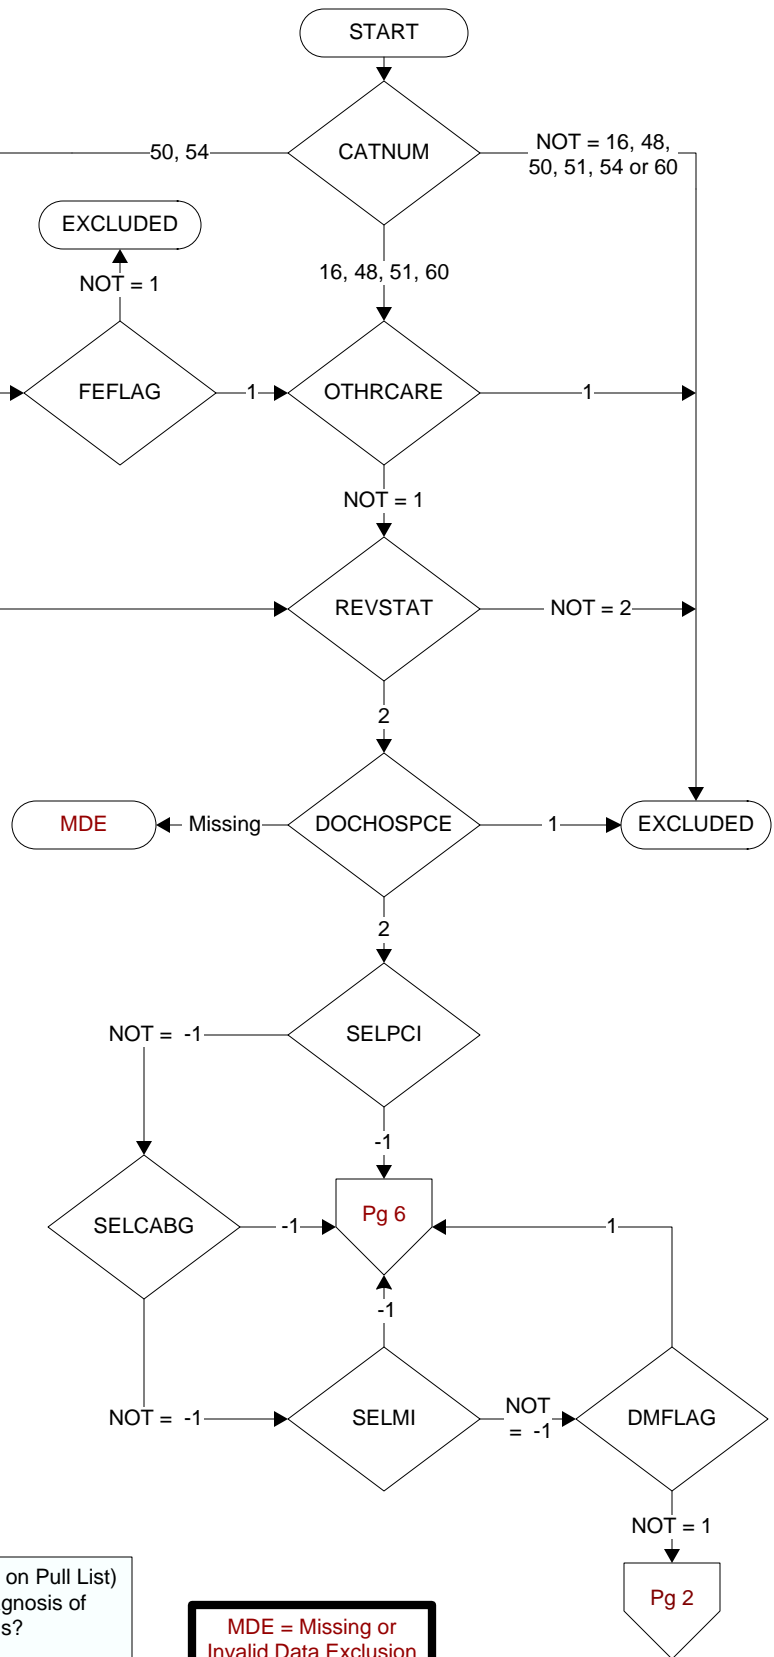 START
CATNUM
50, 54
NOT = 16, 48,
50, 51, 54 or 60
EXCLUDED
NOT = 1
16, 48, 51, 60
FEFLAG
1
OTHRCARE
1
NOT = 1
REVSTAT
NOT = 2
2
MDE
Missing
DOCHOSPCE
1
EXCLUDED
2
SELPCI
NOT = -1
-1
SELCABG
-1
Pg 6
1
-1
NOT = -1
SELMI
NOT
= -1
DMFLAG
NOT = 1
Pg 2
on Pull List)
gnosis of
s?
MDE = Missing or
Invalid Data Exclusion